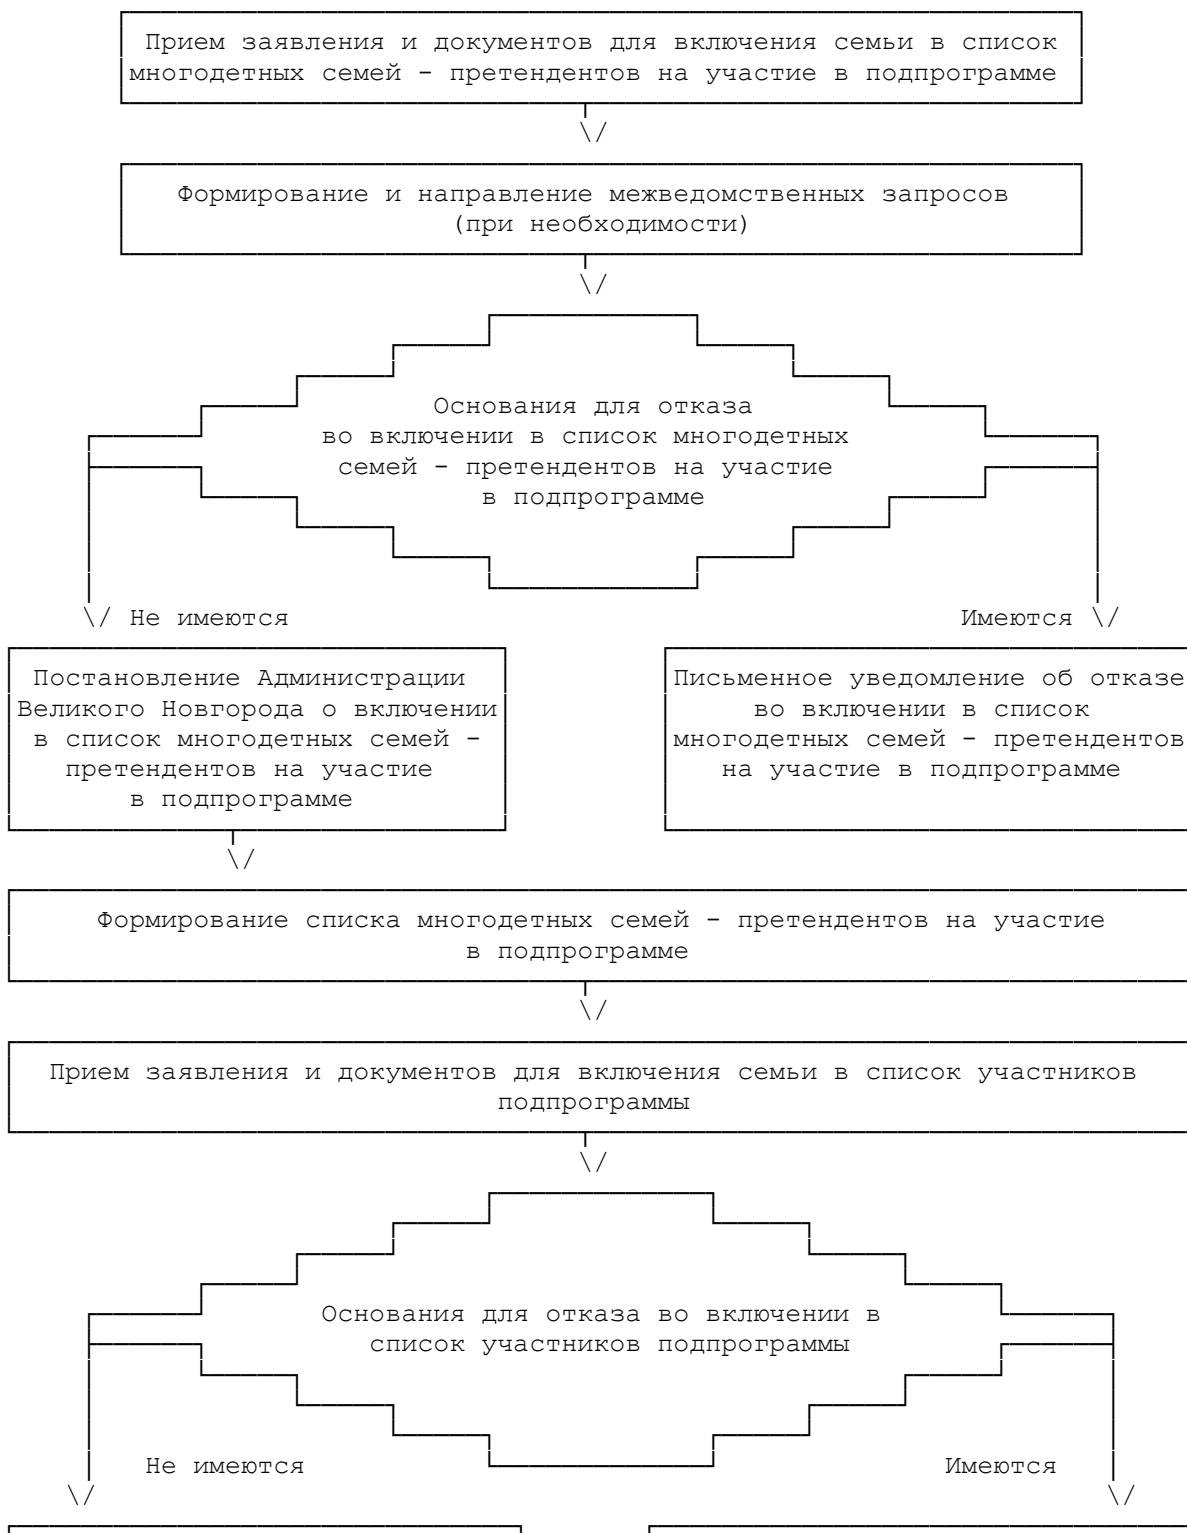 Прием заявления и документов для включения семьи в список
многодетных семей - претендентов на участие в подпрограмме
\/
Формирование и направление межведомственных запросов
(при необходимости)
\/
Основания для отказа
во включении в список многодетных
семей - претендентов на участие
в подпрограмме
\/ Не имеются
Имеются \/
Постановление Администрации
Великого Новгорода о включении
в список многодетных семей -
претендентов на участие
в подпрограмме
Письменное уведомление об отказе
во включении в список
многодетных семей - претендентов
на участие в подпрограмме
\/
Формирование списка многодетных семей - претендентов на участие
в подпрограмме
\/
Прием заявления и документов для включения семьи в список участников
подпрограммы
\/
Основания для отказа во включении в
список участников подпрограммы
Не имеются
Имеются
\/
\/